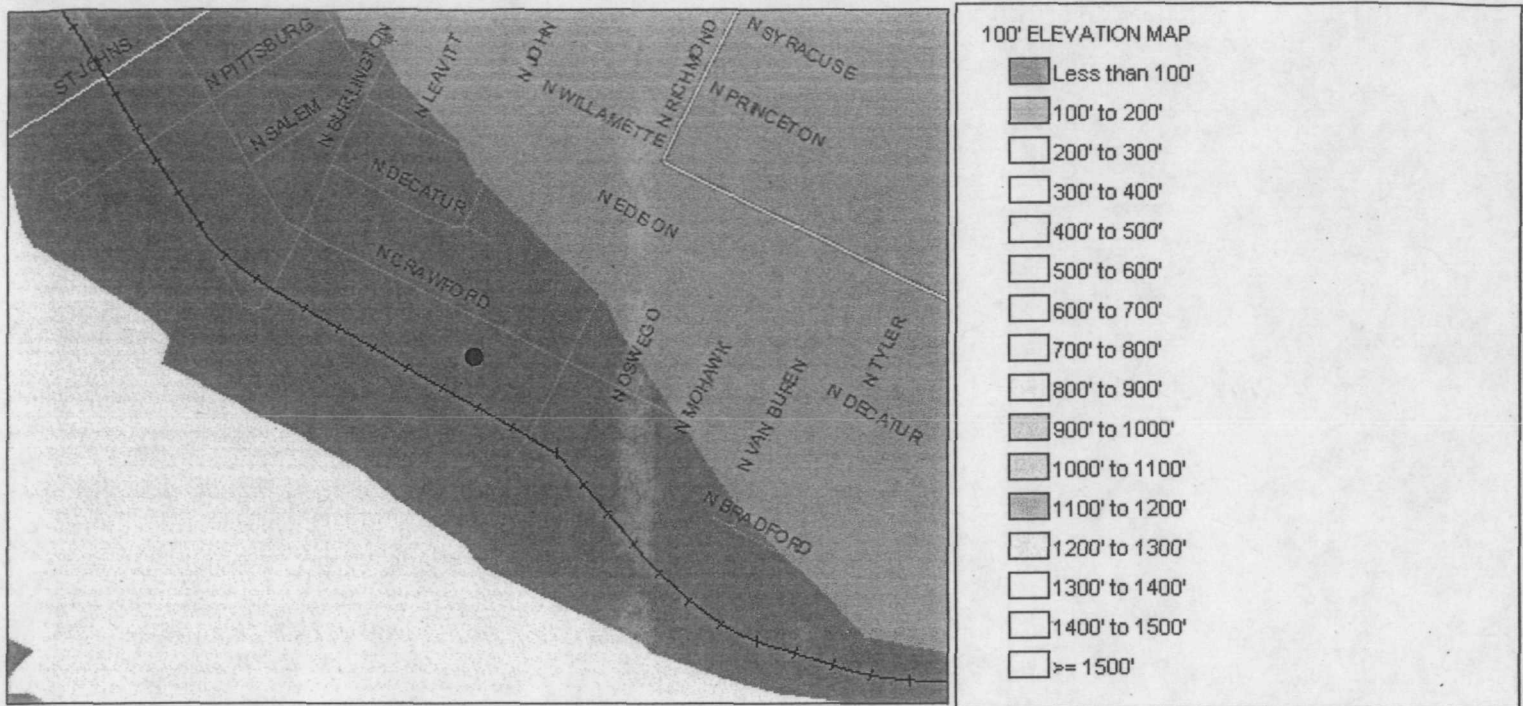 ST JOHNS
N PITTSBURG
N SALEM
N BURLINGTON
N LEAVITT
N JOHN
N WILLAMETTE
N RICHMOND
N SYRACUSE
N PRINCETON
N DECATUR
N EDISON
N CRAWFORD
N OSWEGO
N MOHAWK
N VAN BUREN
N TYLER
N DECATUR
N BRADFORD
100' ELEVATION MAP
Less than 100'
100' to 200'
200' to 300'
300' to 400'
400' to 500'
500' to 600'
600' to 700'
700' to 800'
800' to 900'
900' to 1000'
1000' to 1100'
1100' to 1200'
1200' to 1300'
1300' to 1400'
1400' to 1500'
>= 1500'